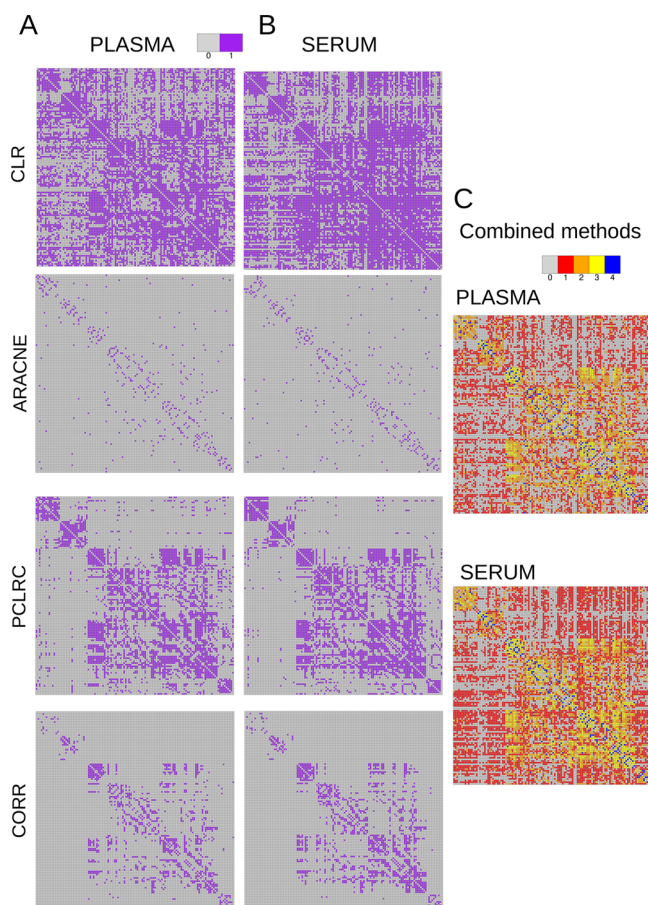 A
B
PLASMA
0 1
SERUM
CLR
ARACNE
PCLRC
CORR
C
Combined methods
0 1 2 3 4
PLASMA
SERUM